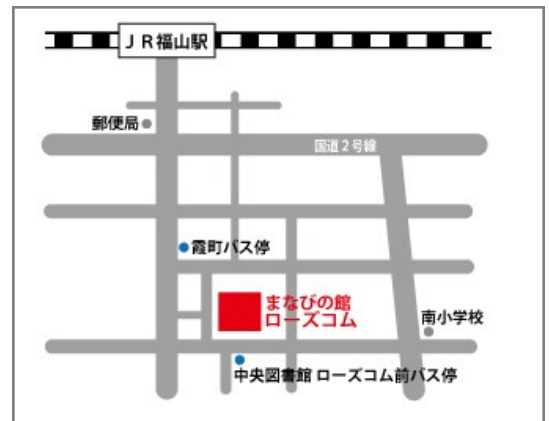 JR福山駅
郵便局
国道2号線
霞町バス停
まなびの館
ローズコム
南小学校
中央図書館 ローズコム前バス停